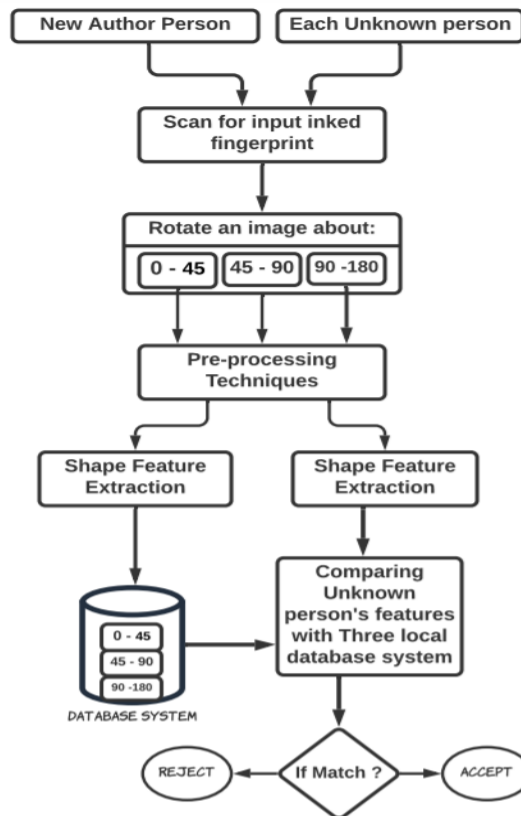 New Author Person
Each Unknown person
Scan for input inked
fingerprint
Rotate an image about:
0 - 45
45 - 90
90 -180
Pre-processing
Techniques
Shape Feature
Extraction
Shape Feature
Extraction
Comparing
Unknown
person's features
with Three local
database system
0 - 45
45 - 90
90 -180
DATABASE SYSTEM
REJECT
If Match ?
ACCEPT